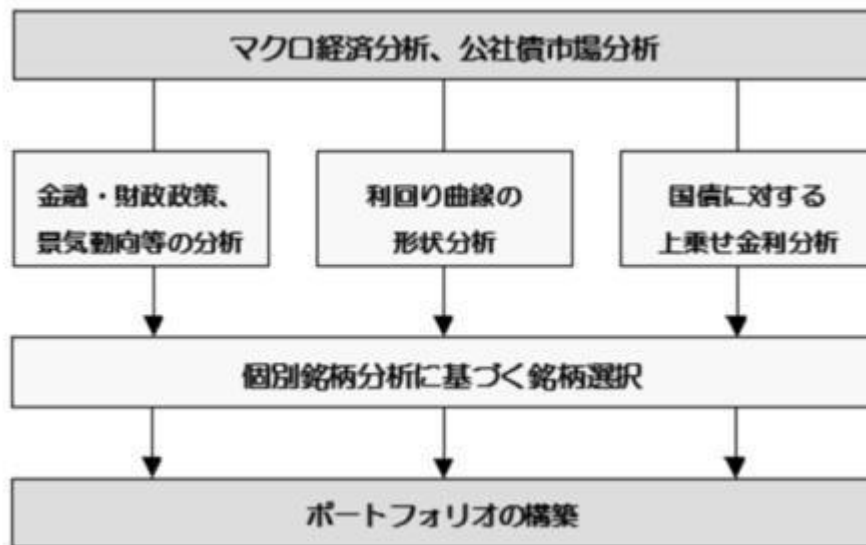 マクロ経済分析、公社債市場分析
金融・財政政策、
景気動向等の分析
利回り曲線の
形状分析
国債に対する
上乗せ金利分析
個別銘柄分析に基づく銘柄選択
ポートフォリオの構築